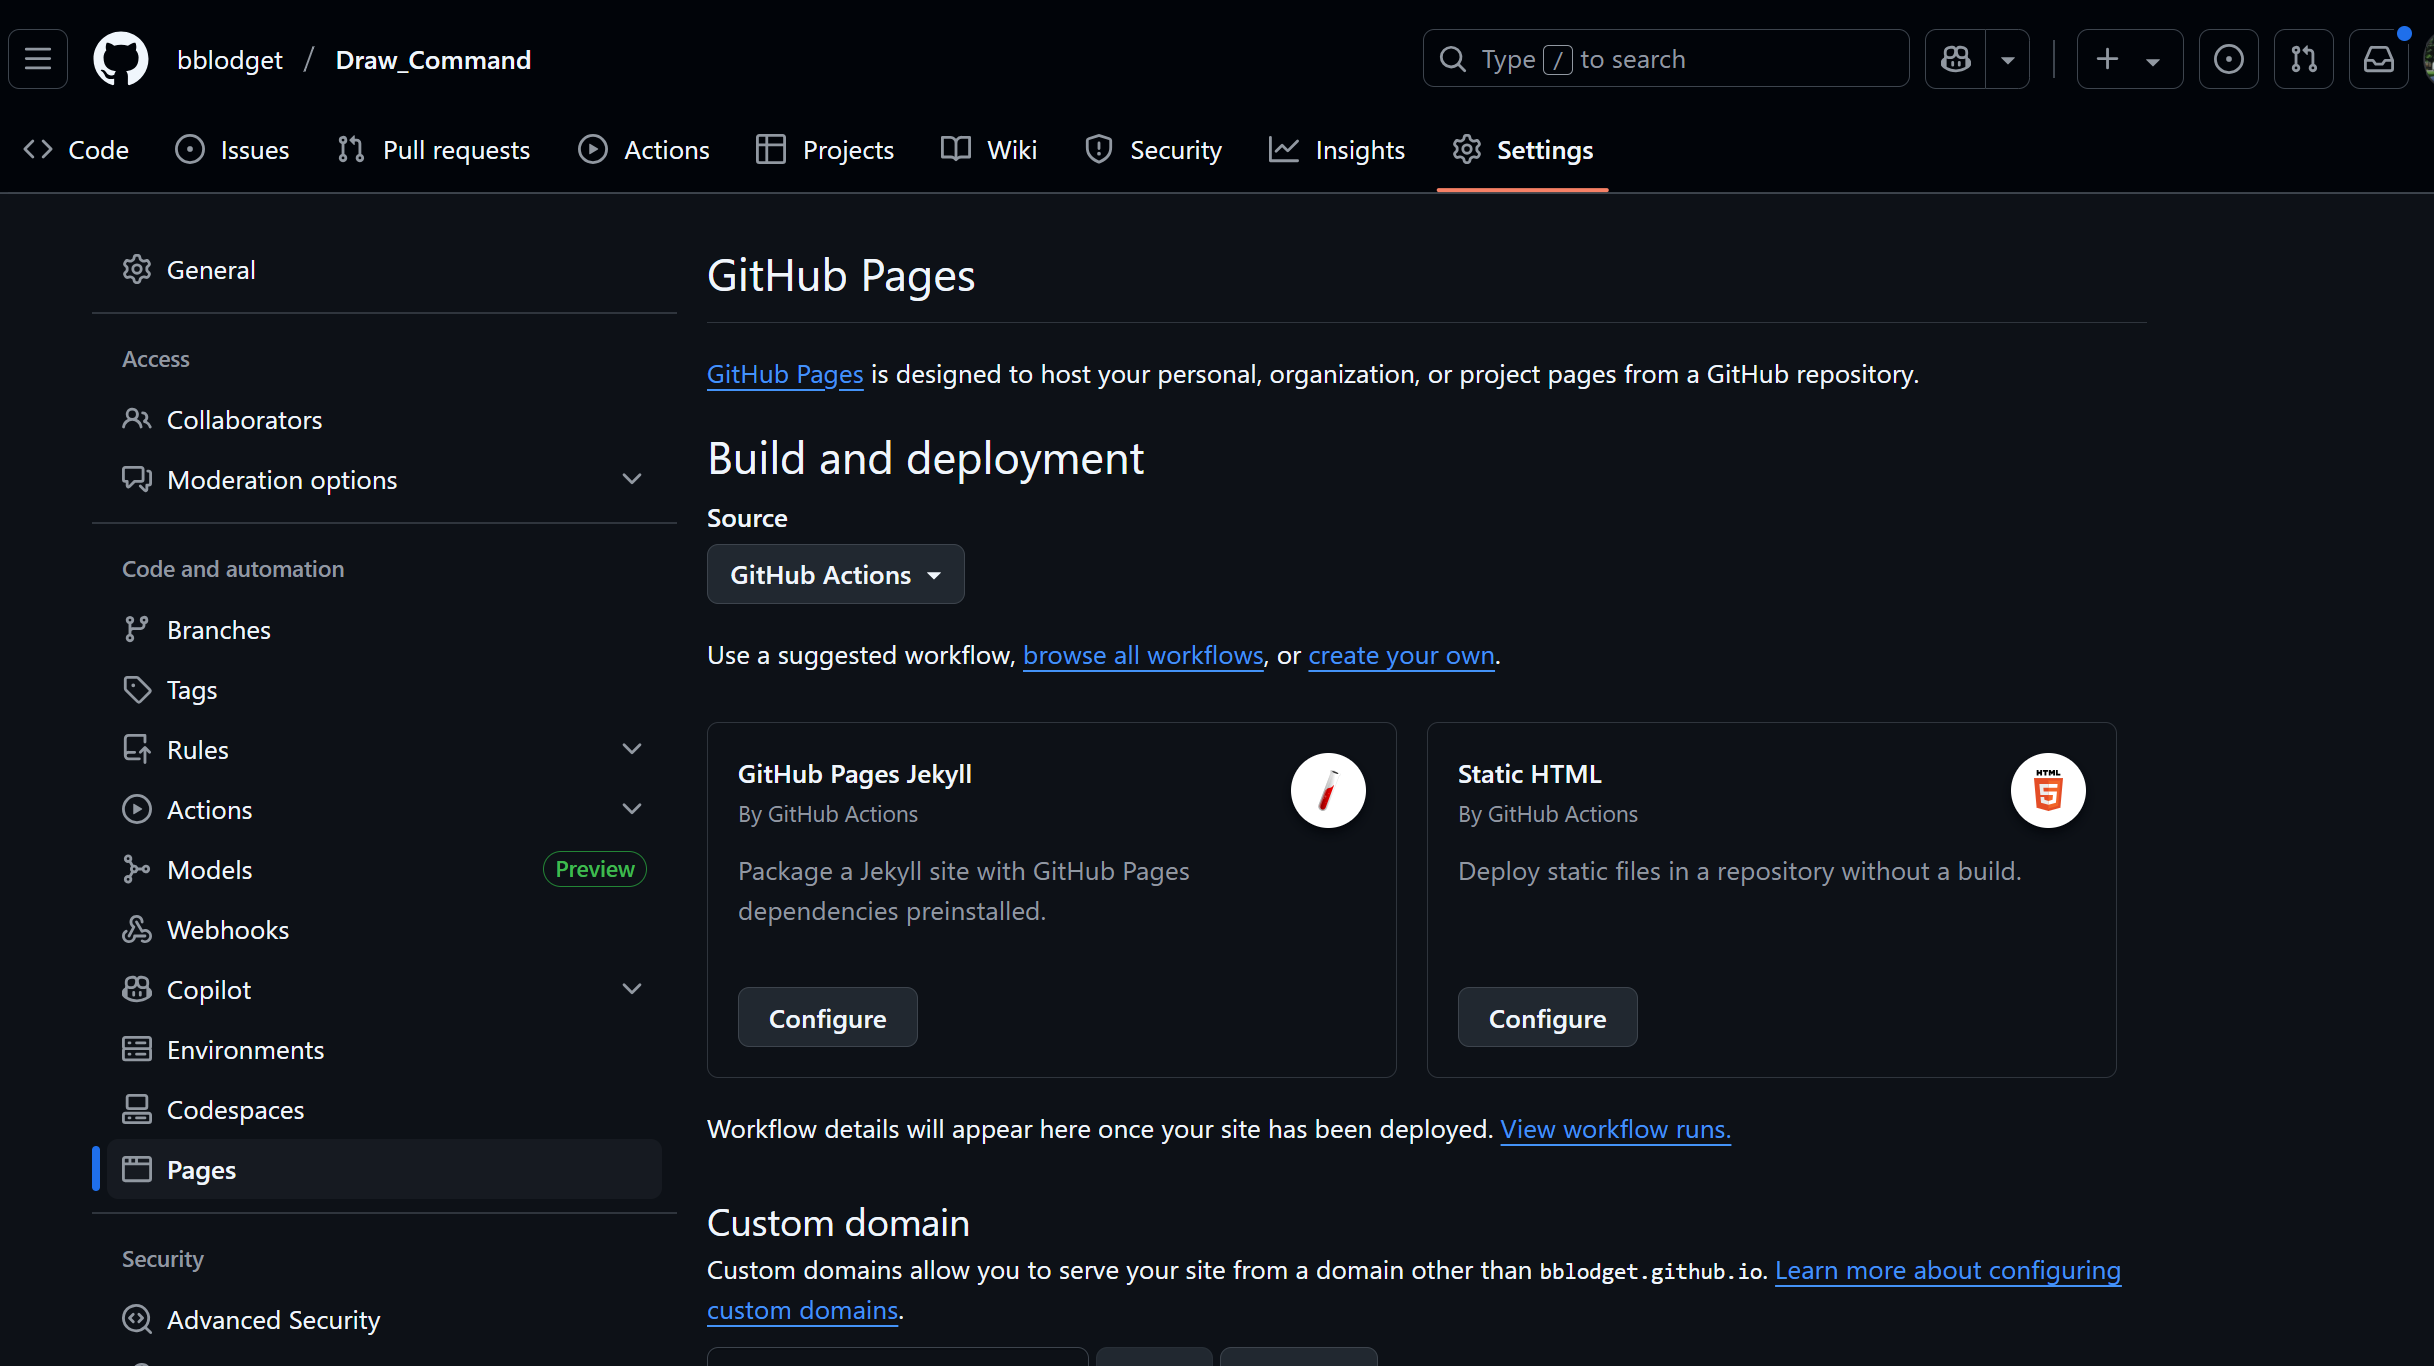 bblodget / Draw_Command
Type / to search
Code
Issues
Pull requests
Actions
Projects
Wiki
Security
Insights
Settings
General
Access
Collaborators
Moderation options
Code and automation
Branches
Tags
Rules
Actions
Models
Preview
Webhooks
Copilot
Environments
Codespaces
Pages
Security
Advanced Security
GitHub Pages
GitHub Pages is designed to host your personal, organization, or project pages from a GitHub repository.
Build and deployment
Source
GitHub Actions
Use a suggested workflow, browse all workflows, or create your own.
GitHub Pages Jekyll
By GitHub Actions
Package a Jekyll site with GitHub Pages
dependencies preinstalled.
Configure
Static HTML
By GitHub Actions
HTML
5
Deploy static files in a repository without a build.
Configure
Workflow details will appear here once your site has been deployed. View workflow runs.
Custom domain
Custom domains allow you to serve your site from a domain other than bblodget.github.io. Learn more about configuring
custom domains.